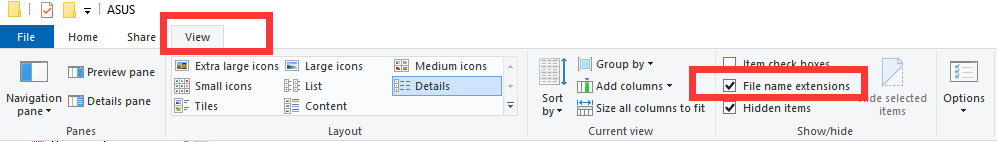 ASUS
File Home Share View
Navigation pane
Preview pane
Details pane
Panes
Extra large icons Large icons Medium icons
Small icons List Details
Tiles Content
Layout
Sort by
Group by
Add columns
Size all columns to fit
Current view
Item check boxes
File name extensions
Hidden items
Hide selected items
Show/hide
Options